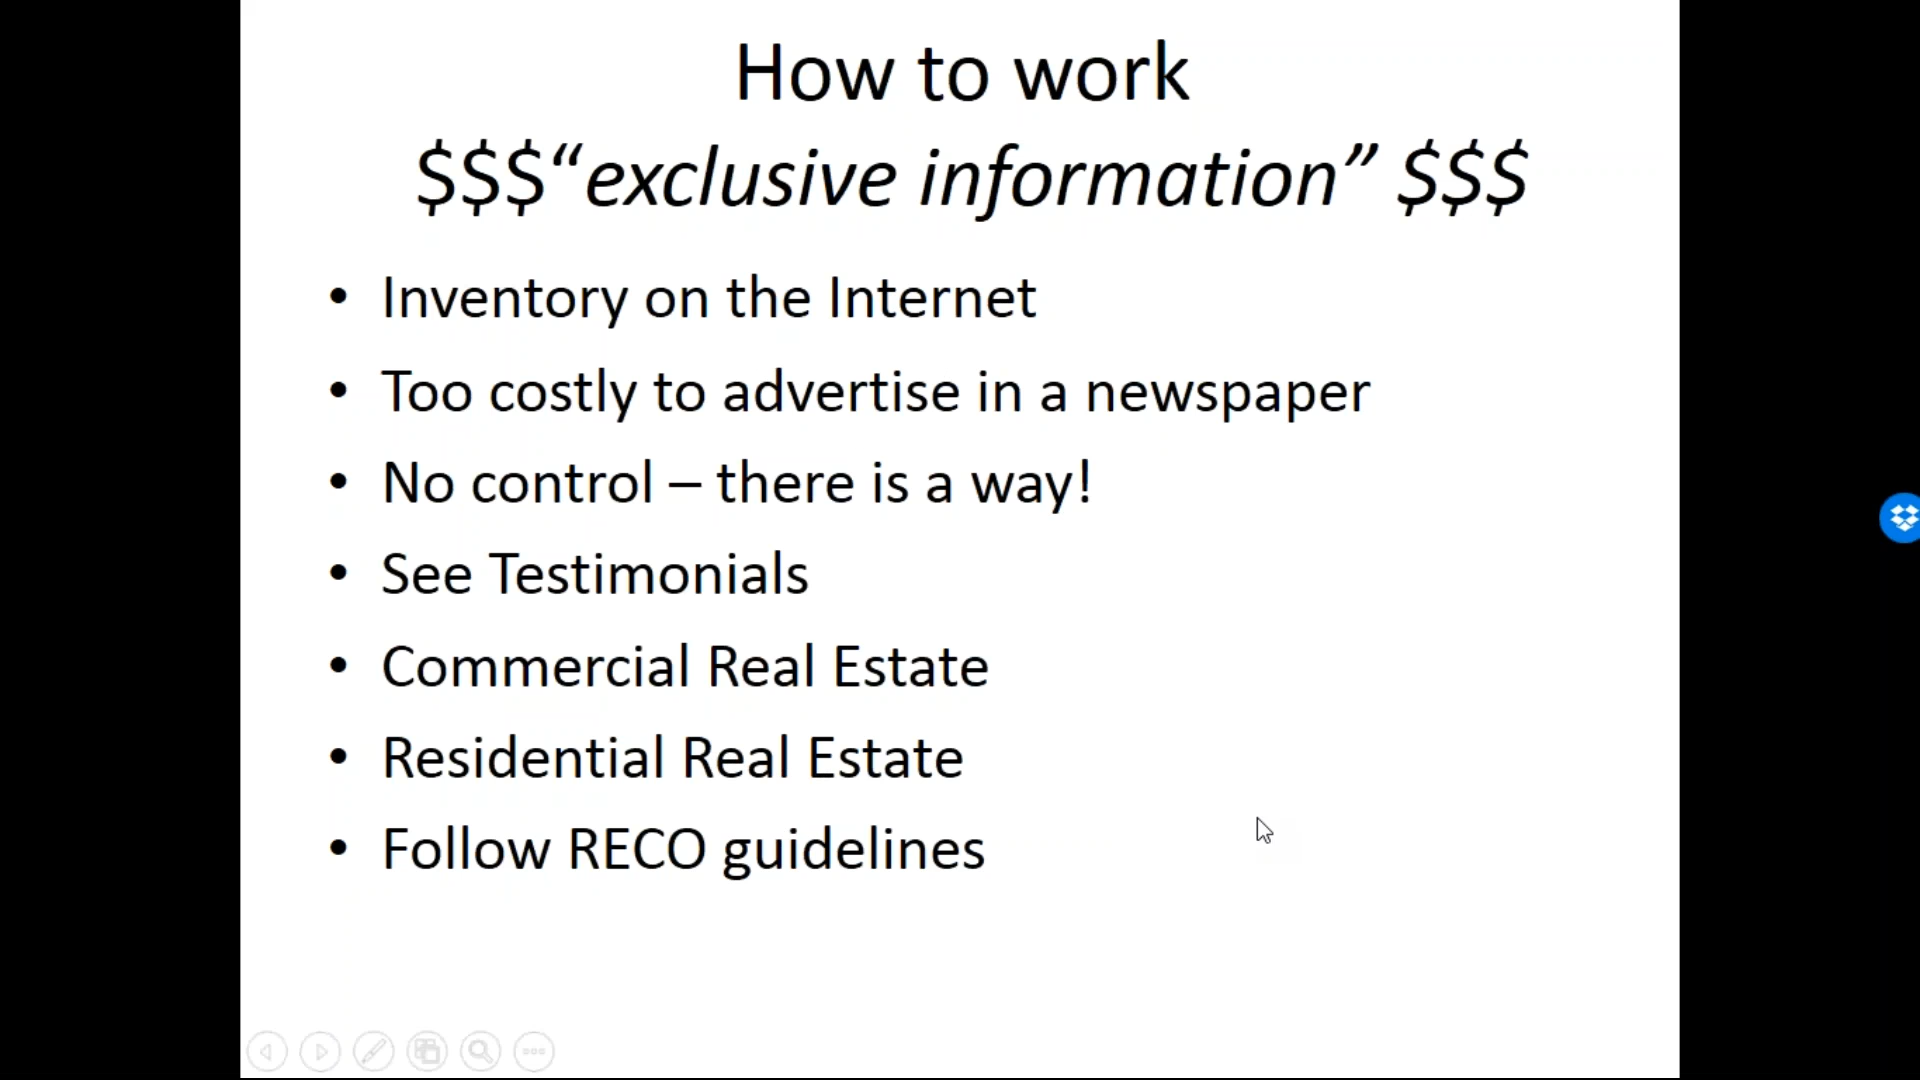 How to work
$$$“exclusive information” $$$
• Inventory on the Internet
• Too costly to advertise in a newspaper
• No control – there is a way!
• See Testimonials
• Commercial Real Estate
• Residential Real Estate
• Follow RECO guidelines